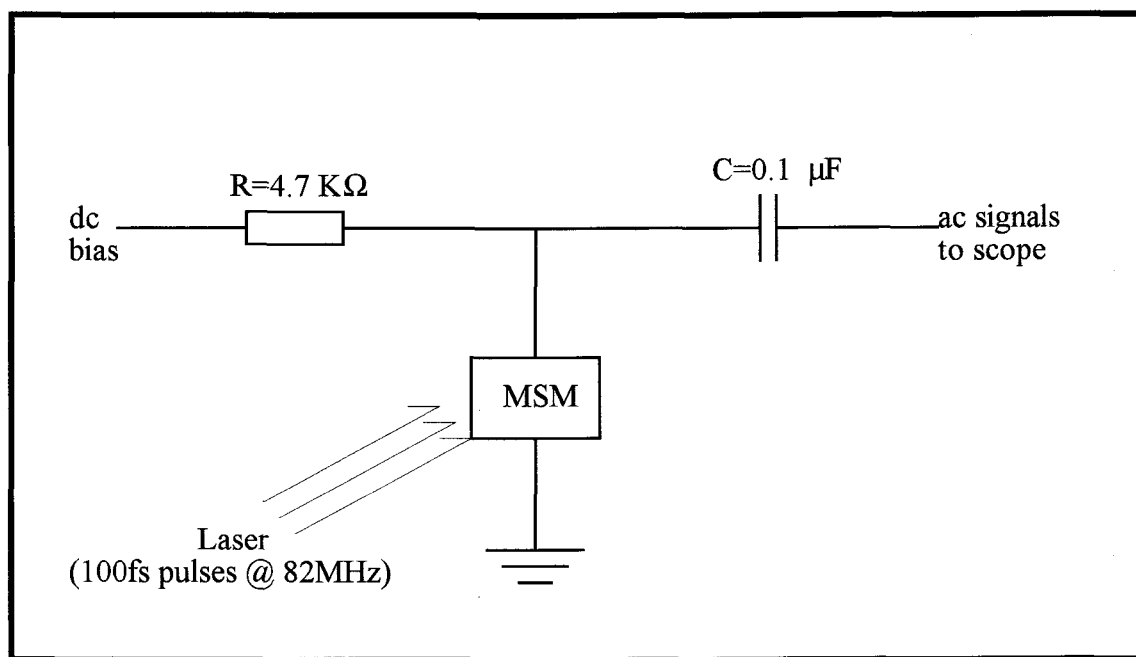 R=4.7 KΩ
C=0.1 μF
dc
bias
ac signals
to scope
MSM
Laser
(100fs pulses @ 82MHz)